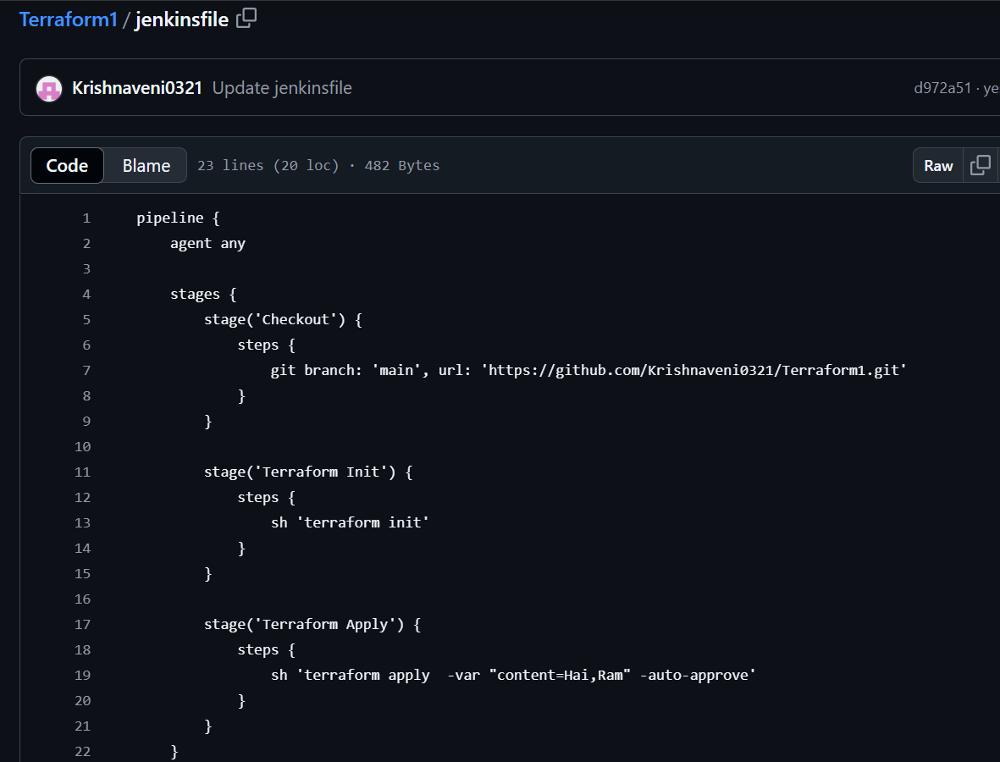 Terraform1 / jenkinsfile
Krishnaveni0321 Update jenkinsfile d972a51 · ye
Code Blame 23 lines (20 loc) · 482 Bytes Raw
1 pipeline {
2     agent any
3
4     stages {
5         stage('Checkout') {
6             steps {
7                 git branch: 'main', url: 'https://github.com/Krishnaveni0321/Terraform1.git'
8             }
9         }
10
11         stage('Terraform Init') {
12             steps {
13                 sh 'terraform init'
14             }
15         }
16
17         stage('Terraform Apply') {
18             steps {
19                 sh 'terraform apply  -var "content=Hai,Ram" -auto-approve'
20             }
21         }
22     }